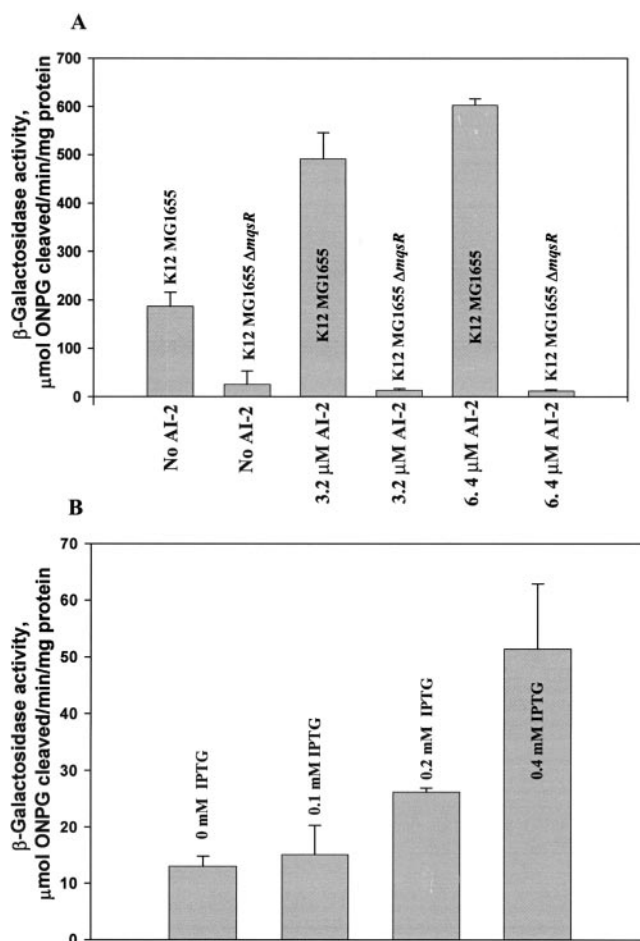 A
β-Galactosidase activity,
μmol ONPG cleaved/min/mg protein
700
600
500
400
300
200
100
0
K12 MG1655
K12 MG1655 ΔmqsR
K12 MG1655
K12 MG1655 ΔmqsR
K12 MG1655
K12 MG1655 ΔmqsR
No AI-2
No AI-2
3.2 μM AI-2
3.2 μM AI-2
6. 4 μM AI-2
6. 4 μM AI-2
B
β-Galactosidase activity,
μmol ONPG cleaved/min/mg protein
70
60
50
40
30
20
10
0
0 mM IPTG
0.1 mM IPTG
0.2 mM IPTG
0.4 mM IPTG